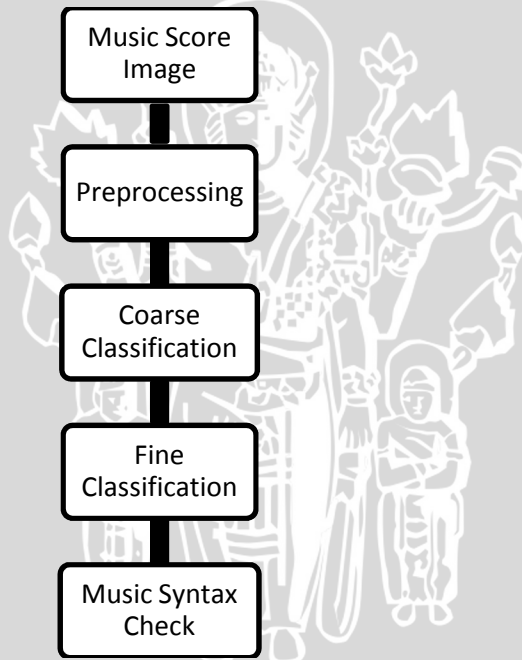 Music Score
Image
Preprocessing
Coarse
Classification
Fine
Classification
Music Syntax
Check